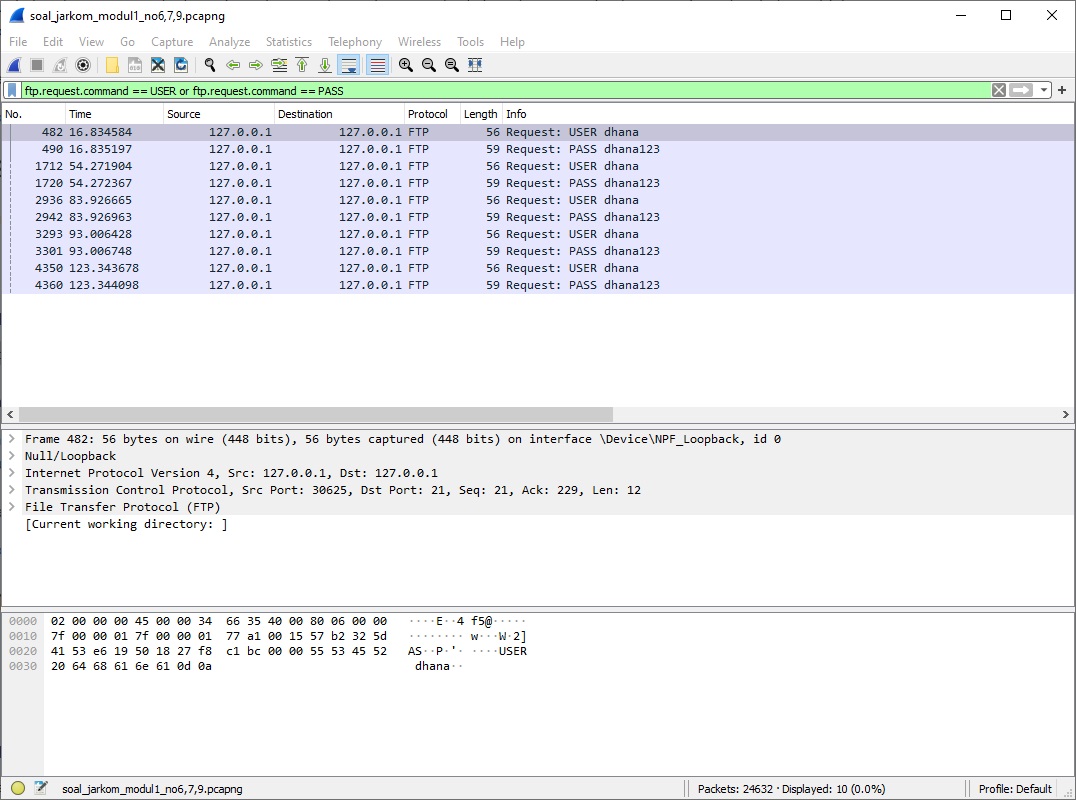 soal_jarkom_modul1_no6,7,9.pcapng
File Edit View Go Capture Analyze Statistics Telephony Wireless Tools Help
ftp.request.command == USER or ftp.request.command == PASS
No. Time Source Destination Protocol Length Info
482 16.834584 127.0.0.1 127.0.0.1 FTP 56 Request: USER dhana
490 16.835197 127.0.0.1 127.0.0.1 FTP 59 Request: PASS dhana123
1712 54.271904 127.0.0.1 127.0.0.1 FTP 56 Request: USER dhana
1720 54.272367 127.0.0.1 127.0.0.1 FTP 59 Request: PASS dhana123
2936 83.926665 127.0.0.1 127.0.0.1 FTP 56 Request: USER dhana
2942 83.926963 127.0.0.1 127.0.0.1 FTP 59 Request: PASS dhana123
3293 93.006428 127.0.0.1 127.0.0.1 FTP 56 Request: USER dhana
3301 93.006748 127.0.0.1 127.0.0.1 FTP 59 Request: PASS dhana123
4350 123.343678 127.0.0.1 127.0.0.1 FTP 56 Request: USER dhana
4360 123.344098 127.0.0.1 127.0.0.1 FTP 59 Request: PASS dhana123
Frame 482: 56 bytes on wire (448 bits), 56 bytes captured (448 bits) on interface \Device\NPF_Loopback, id 0
Null/Loopback
Internet Protocol Version 4, Src: 127.0.0.1, Dst: 127.0.0.1
Transmission Control Protocol, Src Port: 30625, Dst Port: 21, Seq: 21, Ack: 229, Len: 12
File Transfer Protocol (FTP)
[Current working directory: ]
0000 02 00 00 00 45 00 00 34 66 35 40 00 80 06 00 00 ····E··4 f5@·····
0010 7f 00 00 01 7f 00 00 01 77 a1 00 15 57 b2 32 5d ········ w···W·2]
0020 41 53 e6 19 50 18 27 f8 c1 bc 00 00 55 53 45 52 AS··P·'· ····USER
0030 20 64 68 61 6e 61 0d 0a dhana··
soal_jarkom_modul1_no6,7,9.pcapng Packets: 24632 · Displayed: 10 (0.0%) Profile: Default